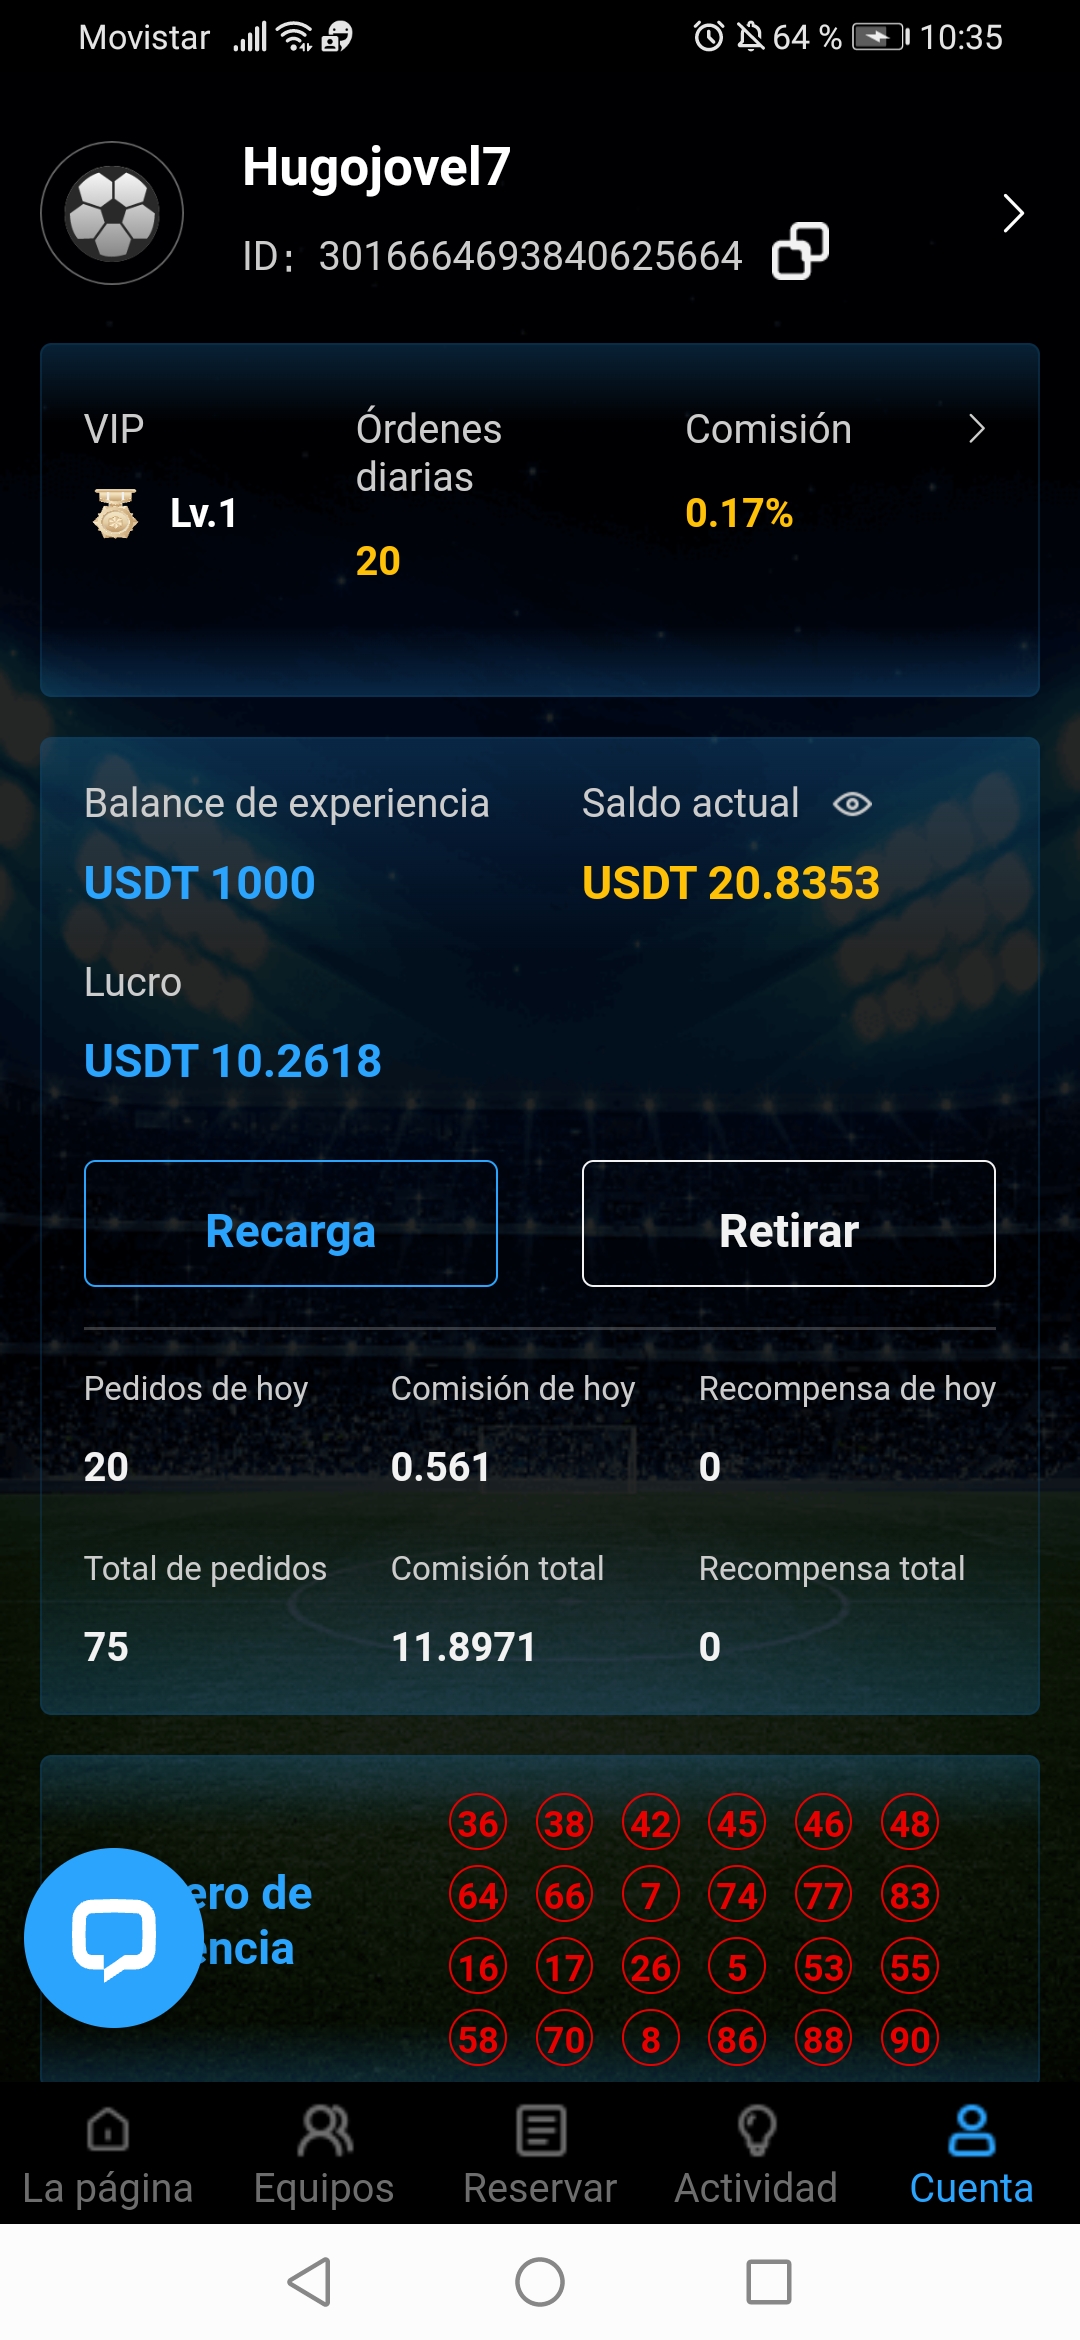 Movistar 64 % 10:35
Hugojovel7
ID: 3016664693840625664
VIP Órdenes diarias Comisión
Lv.1 20 0.17%
Balance de experiencia Saldo actual
USDT 1000 USDT 20.8353
Lucro
USDT 10.2618
Recarga Retirar
Pedidos de hoy Comisión de hoy Recompensa de hoy
20 0.561 0
Total de pedidos Comisión total Recompensa total
75 11.8971 0
36 38 42 45 46 48
ero de
64 66 7 74 77 83
encia
16 17 26 5 53 55
58 70 8 86 88 90
La página Equipos Reservar Actividad Cuenta